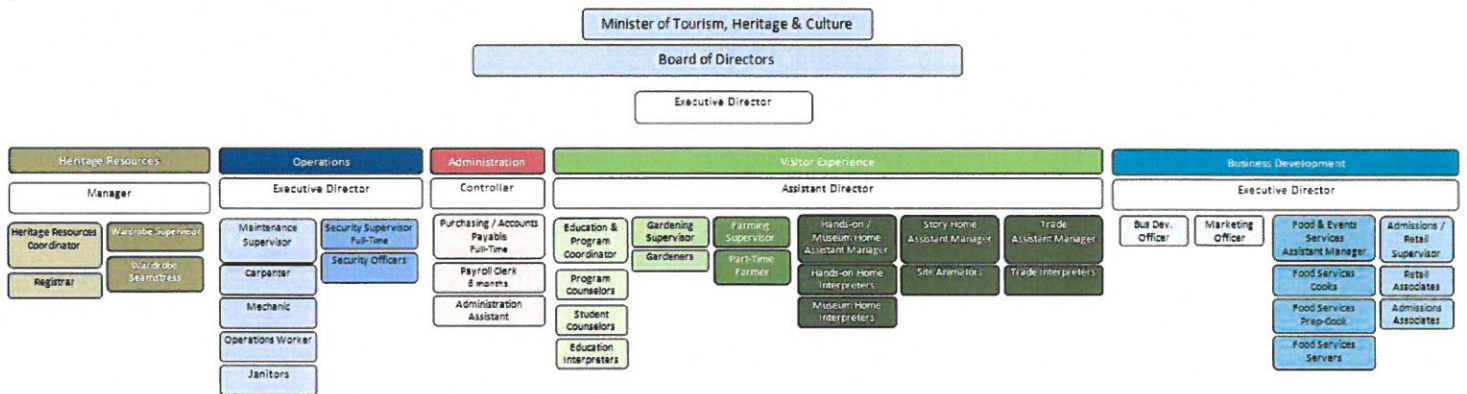 Minister of Tourism, Heritage & Culture
Board of Directors
Executive Director
Heritage Resources
Manager
Heritage Resources
Coordinator
Registrar
Wardrobe Supervisor
Wardrobe
Seamstress
Operations
Executive Director
Maintenance
Supervisor
Carpenter
Mechanic
Operations Worker
Janitors
Security Supervisor
Full-Time
Security Officers
Administration
Controller
Purchasing / Accounts
Payable
Full-Time
Payroll Clerk
6 months
Administration
Assistant
Visitor Experience
Assistant Director
Education &
Program
Coordinator
Program
Counselors
Student
Counselors
Education
Interpreters
Gardening
Supervisor
Gardeners
Farming
Supervisor
Part-Time
Farmer
Hands-on /
Museum Home
Assistant Manager
Hands-on Home
Interpreters
Museum Home
Interpreters
Story Home
Assistant Manager
Site Animators
Trade
Assistant Manager
Trade Interpreters
Business Development
Executive Director
Bus Dev.
Officer
Marketing
Officer
Food & Events
Services
Assistant Manager
Food Services
Cooks
Food Services
Prep-Cook
Food Services
Servers
Admissions /
Retail
Supervisor
Retail
Associates
Admissions
Associates